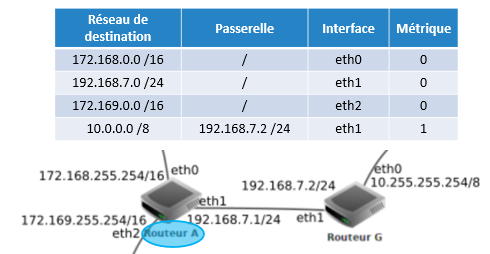 Réseau de destination Passerelle Interface Métrique
172.168.0.0 /16 / eth0 0
192.168.7.0 /24 / eth1 0
172.169.0.0 /16 / eth2 0
10.0.0.0 /8 192.168.7.2 /24 eth1 1
172.168.255.254/16 eth0
eth1
172.169.255.254/16 192.168.7.1/24
eth2 Routeur A
192.168.7.2/24
eth0
10.255.255.254/8
eth1
Routeur G